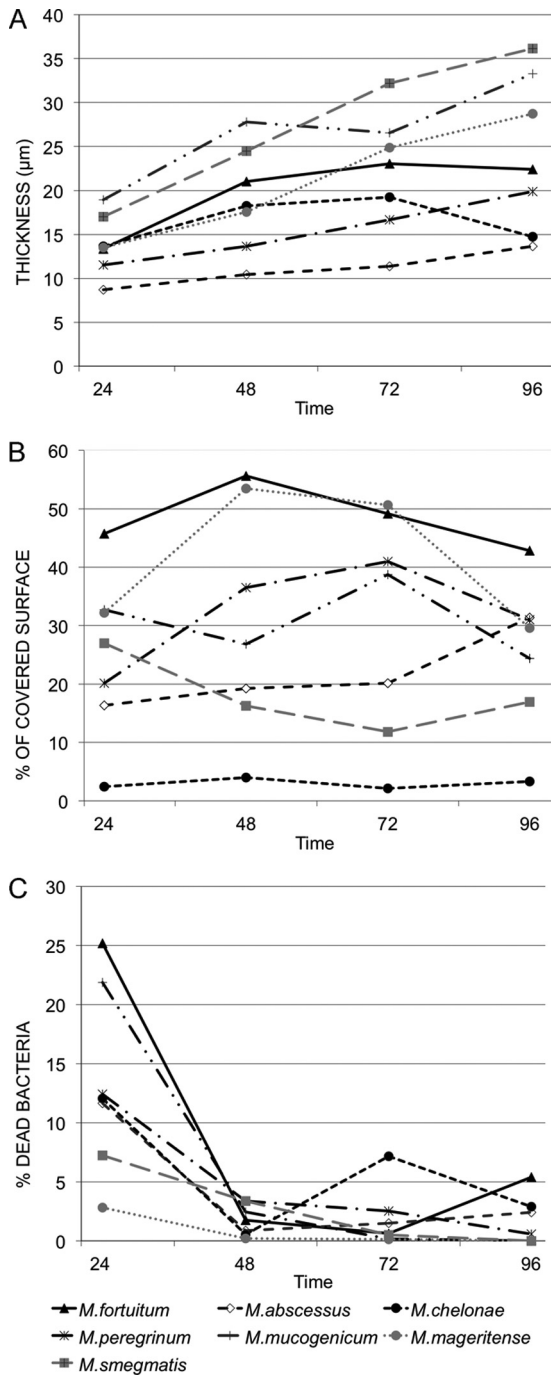 A
THICKNESS (µm)
40
35
30
25
20
15
10
5
0
24 48 72 96
Time
B
% OF COVERED SURFACE
60
50
40
30
20
10
0
24 48 72 96
Time
C
% DEAD BACTERIA
30
25
20
15
10
5
0
24 48 72 96
Time
M.fortuitum M.abscessus M.chelonae
M.peregrinum M.mucogenicum M.mageritense
M.smegmatis